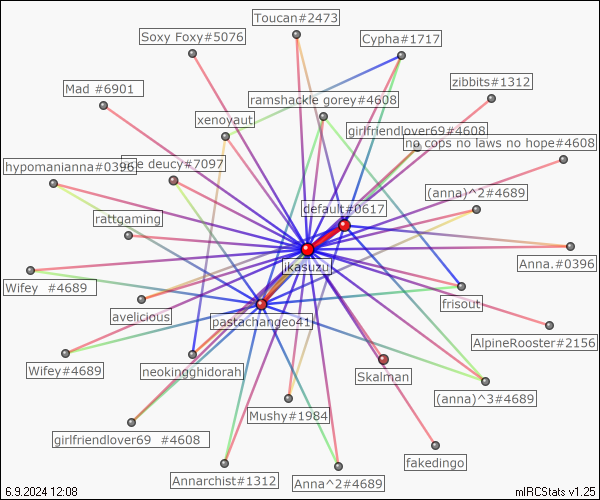 Toucan#2473
Soxy Foxy#5076
Cypha#1717
zibbits#1312
Mad #6901
ramshackle gorey#4608
xenoyaut
girlfriendlover69#4608
no cops no laws no hope#4608
hypomanianna#0396
deucy#7097
(anna)^2#4689
default#0617
rattgaming
jikasuzu
Anna.#0396
Wifey #4689
frisout
avelicious
pastachangeo41
AlpineRooster#2156
Wifey#4689
neokingghidorah
Skalman
(anna)^3#4689
Mushy#1984
girlfriendlover69 #4608
fakedingo
Annarchist#1312
Anna^2#4689
6.9.2024 12:08
mIRCStats v1.25